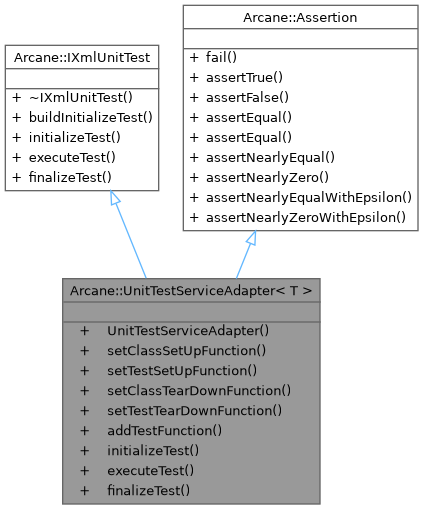 Arcane::IXmlUnitTest
+ ~IXmlUnitTest()
+ buildInitializeTest()
+ initializeTest()
+ executeTest()
+ finalizeTest()
Arcane::Assertion
+ fail()
+ assertTrue()
+ assertFalse()
+ assertEqual()
+ assertEqual()
+ assertNearlyEqual()
+ assertNearlyZero()
+ assertNearlyEqualWithEpsilon()
+ assertNearlyZeroWithEpsilon()
Arcane::UnitTestServiceAdapter< T >
+ UnitTestServiceAdapter()
+ setClassSetUpFunction()
+ setTestSetUpFunction()
+ setClassTearDownFunction()
+ setTestTearDownFunction()
+ addTestFunction()
+ initializeTest()
+ executeTest()
+ finalizeTest()